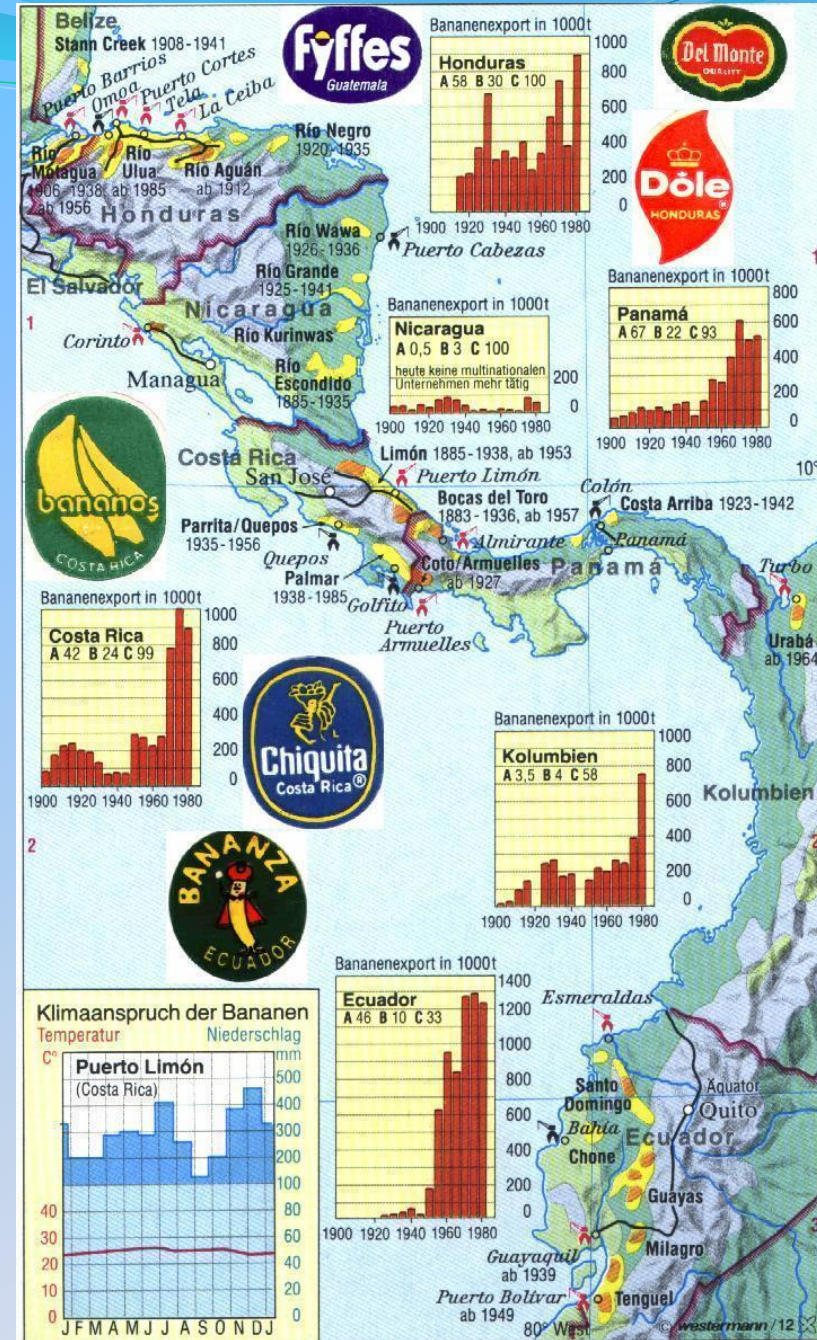 Belize
Stann Creek 1908-1941
Puerto Barrios
Omoa
Puerto Cortes
Tela
La Ceiba
Fyffes
Guatemala
Bananenexport in 1000t
Honduras
A 58 B 30 C 100
1000
800
600
400
200
0
1900 1920 1940 1960 1980
Del Monte
QUALITY
Dole
®
HONDURAS
Río Motagua
1906-1938,
ab 1956
Río Ulua
ab 1985
Río Aguán
ab 1912
Río Negro
1920-1935
Honduras
Río Wawa
1926-1936
Puerto Cabezas
El Salvador
Río Grande
1925-1941
Nicaragua
1
Corinto
Río Kurinwas
Managua
Río Escondido
1885-1935
Bananenexport in 1000t
Nicaragua
A 0,5 B 3 C 100
heute keine multinationalen
Unternehmen mehr tätig
200
0
1900 1920 1940 1960 1980
Bananenexport in 1000t
Panamá
A 67 B 22 C 93
800
600
400
200
0
1900 1920 1940 1960 1980
1
bananos
COSTA RICA
Costa Rica
San José
Limón 1885-1938, ab 1953
Puerto Limón
10°
Bocas del Toro
1883-1936, ab 1957
Colón
Costa Arriba 1923-1942
Parrita/Quepos
1935-1956
Quepos
Almirante
Panamá
Panamá
Palmar
1938-1985
Coto/Armuelles
ab 1927
Golfito
Puerto
Armuelles
Turbo
Urabá
ab 1964
Bananenexport in 1000t
Costa Rica
A 42 B 24 C 99
1000
800
600
400
200
0
1900 1920 1940 1960 1980
Chiquita
Costa Rica®
Bananenexport in 1000t
Kolumbien
A 3,5 B 4 C 58
1000
800
600
400
200
0
1900 1920 1940 1960 1980
Kolumbien
2
2
BANANZA
ECUADOR
Bananenexport in 1000t
Ecuador
A 46 B 10 C 33
1400
1200
1000
800
600
400
200
0
1900 1920 1940 1960 1980
Esmeraldas
Santo
Domingo
Äquator
Quito
Bahía
Ecuador
Chone
Guayas
3
Guayaquil
ab 1939
Milagro
Puerto Bolívar
ab 1949
Tenguel
80° West
© westermann / 12
Klimaanspruch der Bananen
Temperatur
Niederschlag
C°
mm
Puerto Limón
(Costa Rica)
500
400
300
200
100
80
60
40
20
0
40
30
20
10
0
J F M A M J J A S O N D J